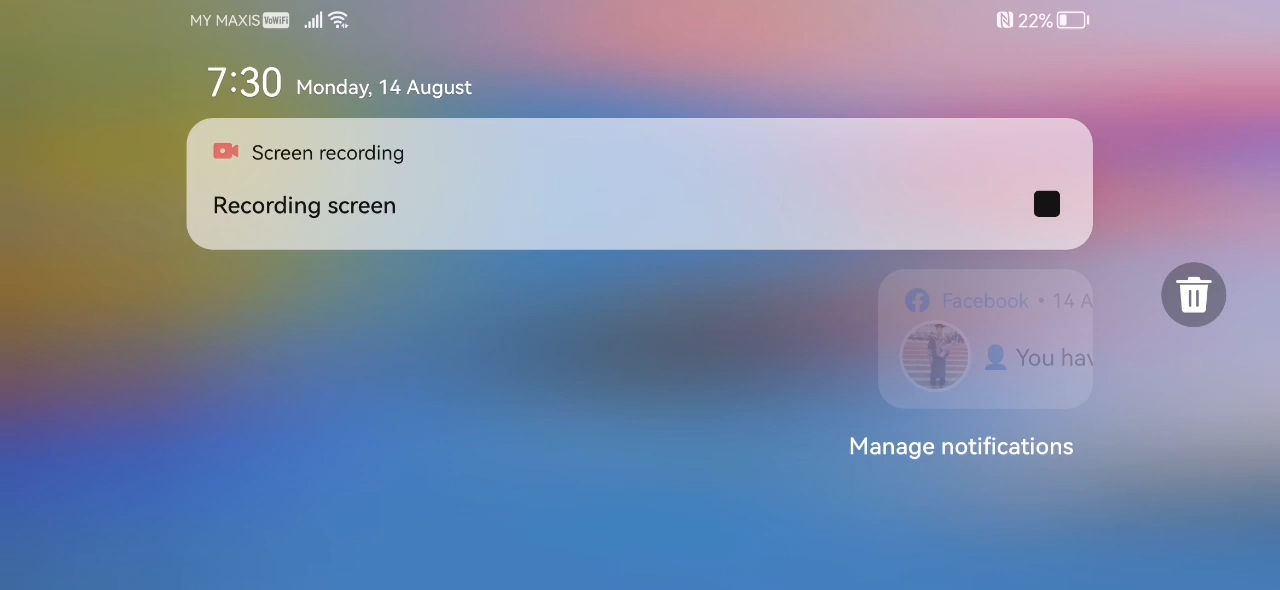 MY MAXIS VoWiFi 22%
7:30 Monday, 14 August
Screen recording
Recording screen
Facebook • 14 A
You hav
Manage notifications